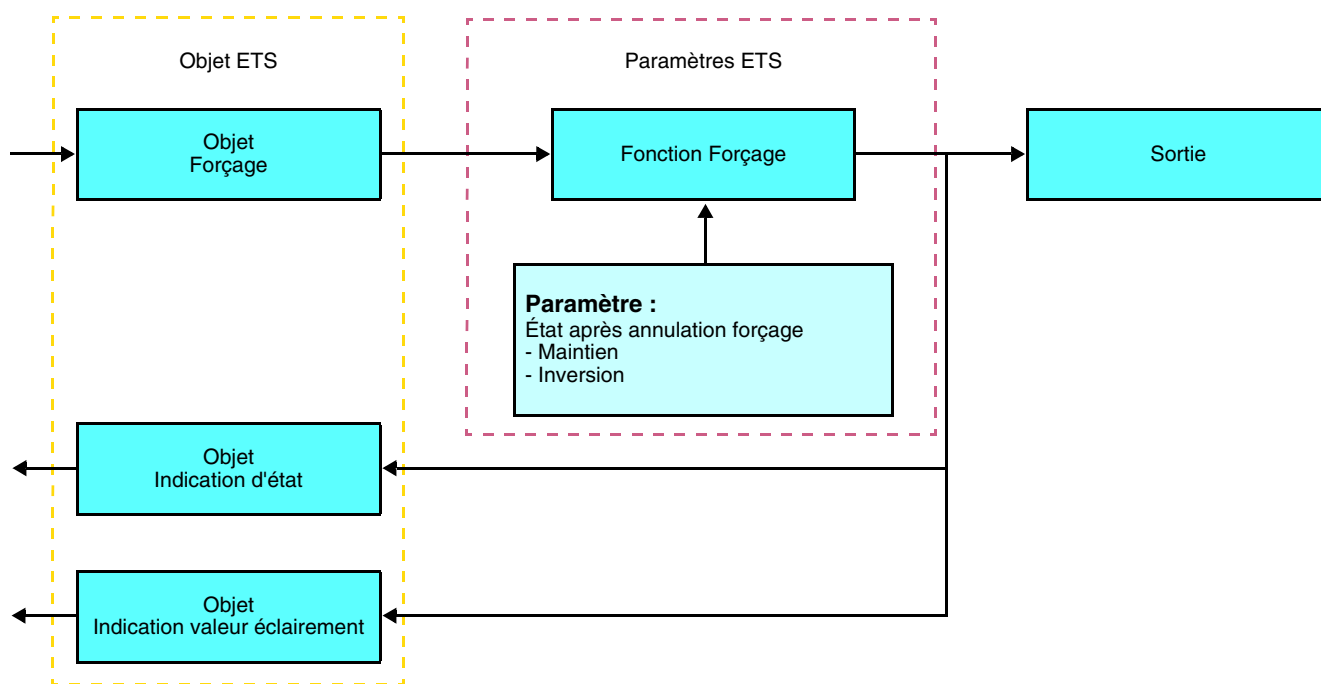 Objet ETS
Paramètres ETS
Objet
Forçage
Fonction Forçage
Sortie
Paramètre :
État après annulation forçage
- Maintien
- Inversion
Objet
Indication d'état
Objet
Indication valeur éclairement